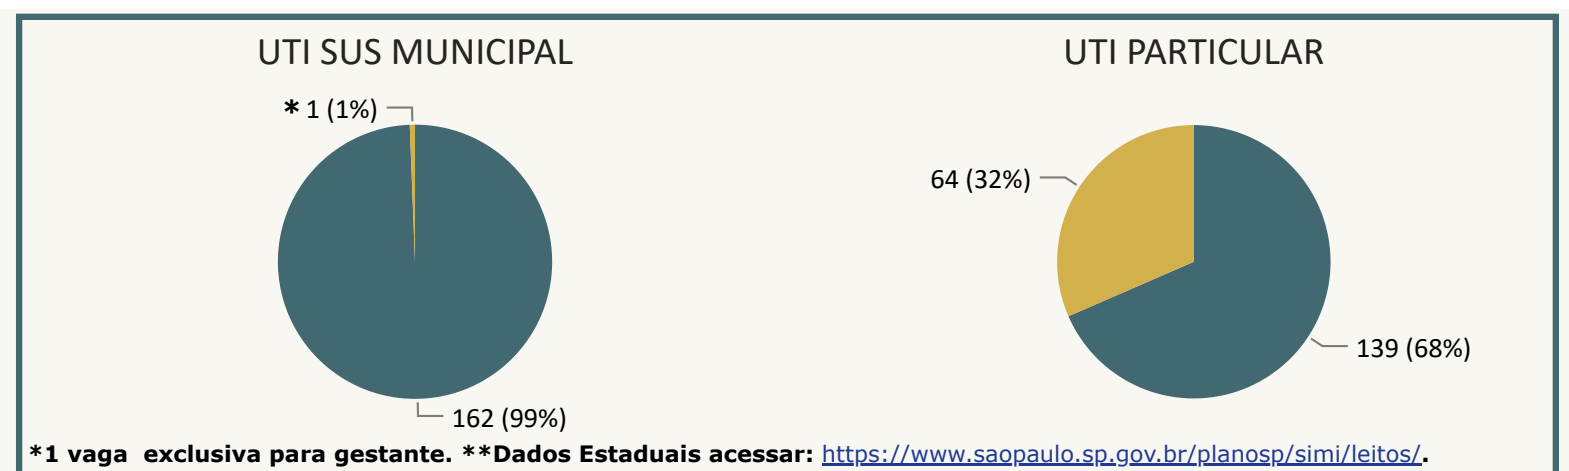 UTI SUS MUNICIPAL
* 1 (1%)
162 (99%)
UTI PARTICULAR
64 (32%)
139 (68%)
*1 vaga  exclusiva para gestante. **Dados Estaduais acessar: https://www.saopaulo.sp.gov.br/planosp/simi/leitos/.